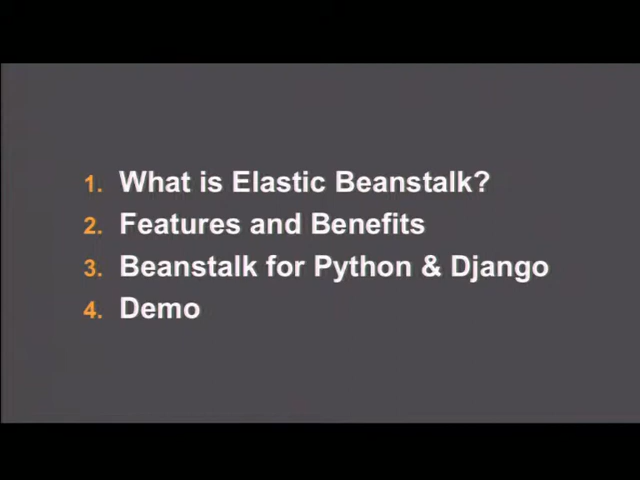 1. What is Elastic Beanstalk?
2. Features and Benefits
3. Beanstalk for Python & Django
4. Demo